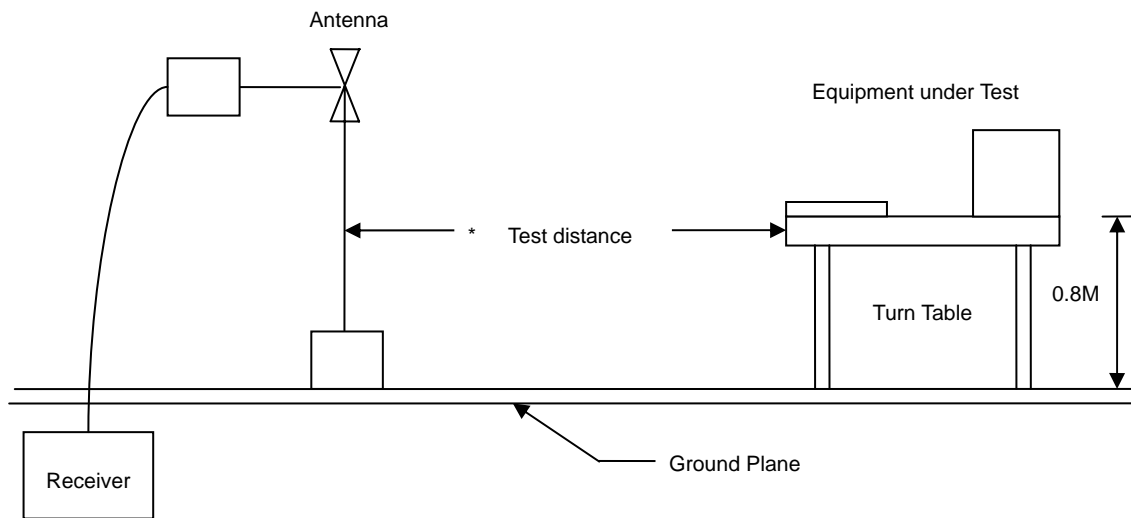 Antenna
Equipment under Test
* Test distance
0.8M
Turn Table
Ground Plane
Receiver